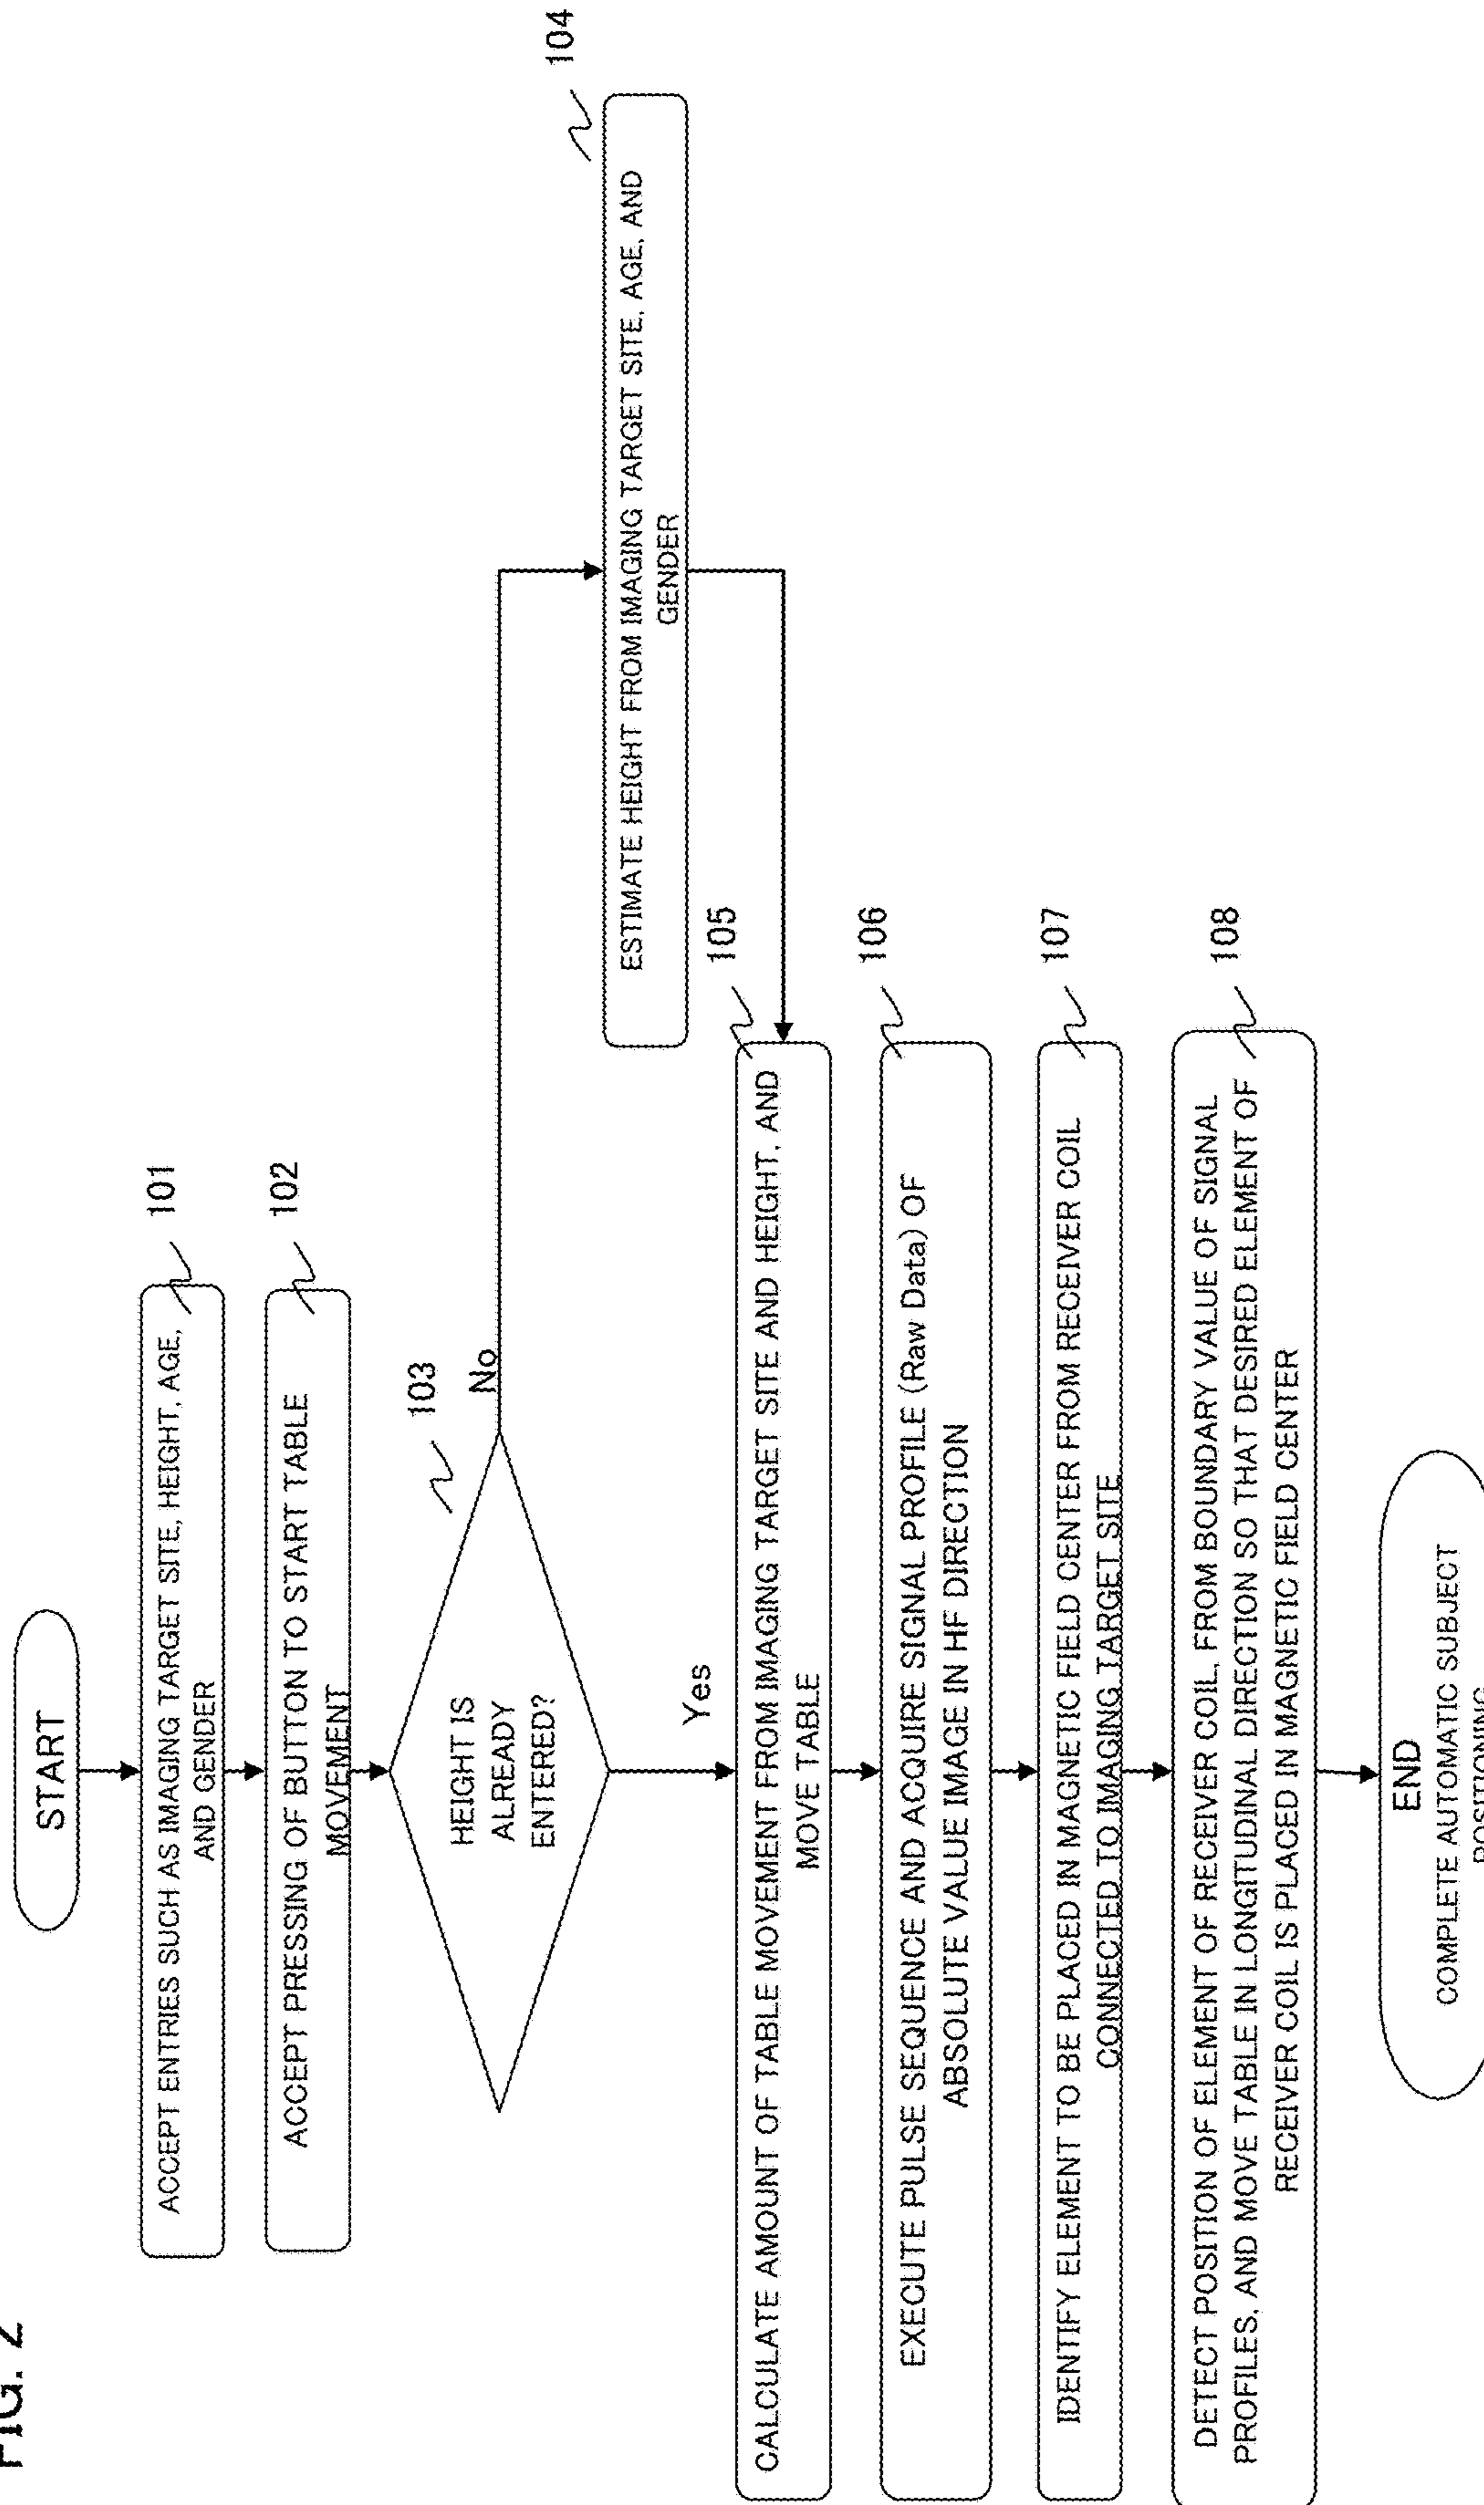 FIG. 2
START
ACCEPT ENTRIES SUCH AS IMAGING TARGET SITE, HEIGHT, AGE,
AND GENDER
101
ACCEPT PRESSING OF BUTTON TO START TABLE
MOVEMENT
102
HEIGHT IS
ALREADY
ENTERED?
103
No
Yes
ESTIMATE HEIGHT FROM IMAGING TARGET SITE, AGE, AND
GENDER
104
CALCULATE AMOUNT OF TABLE MOVEMENT FROM IMAGING TARGET SITE AND HEIGHT, AND
MOVE TABLE
105
EXECUTE PULSE SEQUENCE AND ACQUIRE SIGNAL PROFILE (Raw Data) OF
ABSOLUTE VALUE IMAGE IN HF DIRECTION
106
IDENTIFY ELEMENT TO BE PLACED IN MAGNETIC FIELD CENTER FROM RECEIVER COIL
CONNECTED TO IMAGING TARGET SITE
107
DETECT POSITION OF ELEMENT OF RECEIVER COIL, FROM BOUNDARY VALUE OF SIGNAL
PROFILES, AND MOVE TABLE IN LONGITUDINAL DIRECTION SO THAT DESIRED ELEMENT OF
RECEIVER COIL IS PLACED IN MAGNETIC FIELD CENTER
108
END
COMPLETE AUTOMATIC SUBJECT
POSITIONING